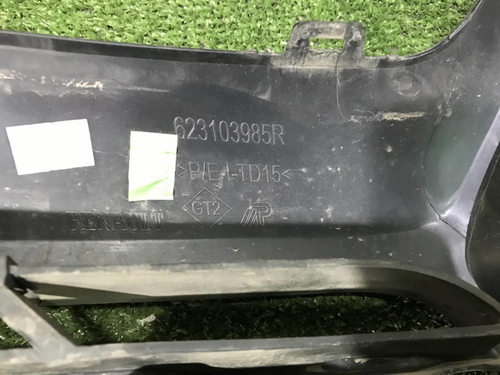 623103985R
>P/E-I-TD15<
GT2
RENAULT